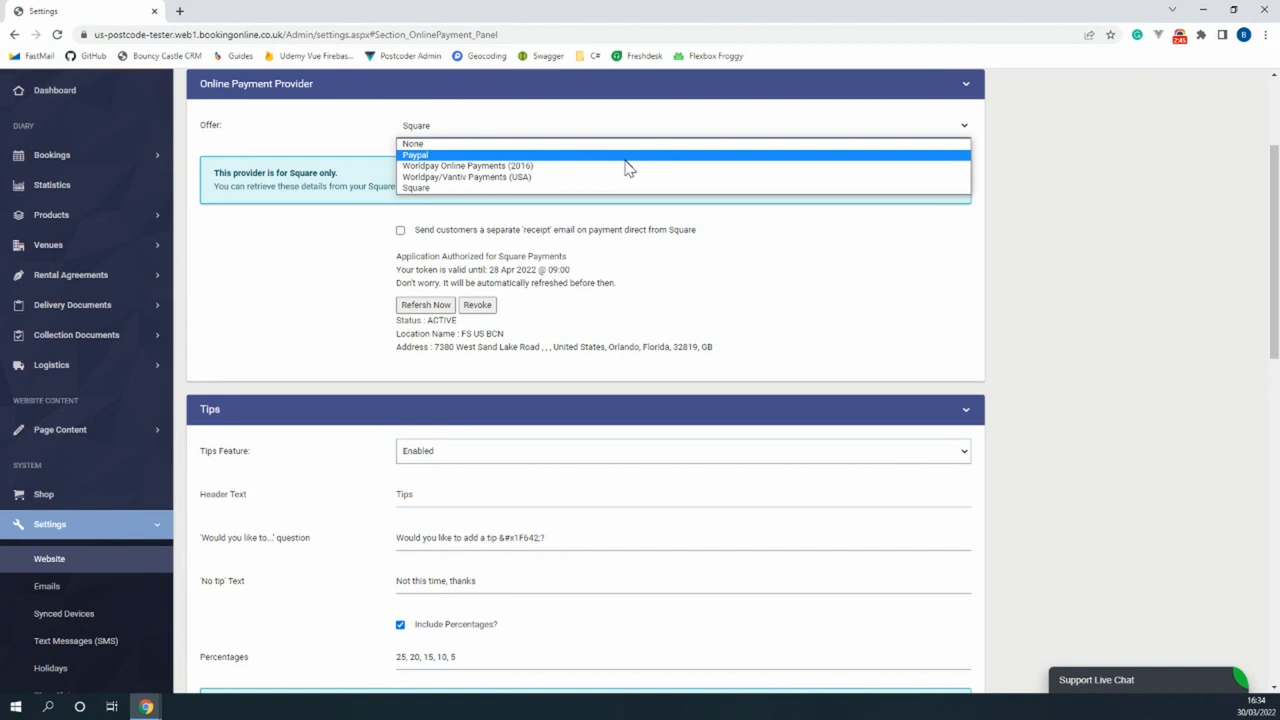 Settings
us-postcode-tester.web1.bookingonline.co.uk/Admin/settings.aspx#Section_OnlinePayment_Panel
FastMail
GitHub
Bouncy Castle CRM
Guides
Udemy Vue Firebas...
Postcoder Admin
Geocoding
Swagger
C#
Freshdesk
Flexbox Froggy
2:45
B
Dashboard
DIARY
Bookings
Statistics
Products
Venues
Rental Agreements
Delivery Documents
Collection Documents
Logistics
WEBSITE CONTENT
Page Content
SYSTEM
Shop
Settings
Website
Emails
Synced Devices
Text Messages (SMS)
Holidays
Online Payment Provider
Offer:
Square
None
Paypal
Worldpay Online Payments (2016)
Worldpay/Vantiv Payments (USA)
Square
This provider is for Square only.
You can retrieve these details from your Square
Send customers a separate 'receipt' email on payment direct from Square
Application Authorized for Square Payments
Your token is valid until: 28 Apr 2022 @ 09:00
Don't worry. It will be automatically refreshed before then.
Refersh Now
Revoke
Status : ACTIVE
Location Name : FS US BCN
Address : 7380 West Sand Lake Road , , , United States, Orlando, Florida, 32819, GB
Tips
Tips Feature:
Enabled
Header Text
Tips
'Would you like to...' question
Would you like to add a tip &#x1F642;?
'No tip' Text
Not this time, thanks
Include Percentages?
Percentages
25, 20, 15, 10, 5
Support Live Chat
16:34
30/03/2022